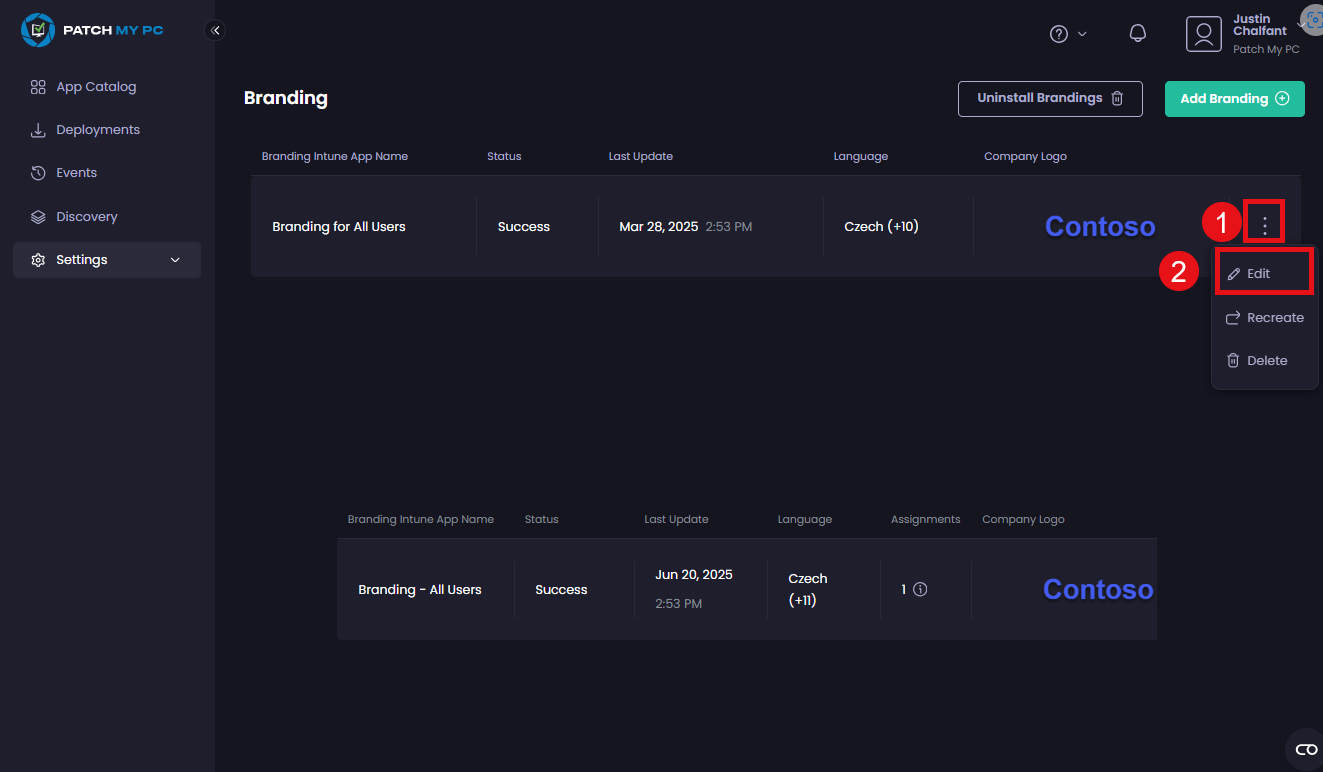 PATCH MY PC
Justin
Chalfant
Patch My PC
App Catalog
Deployments
Events
Discovery
Settings
Branding
Uninstall Brandings
Add Branding
Branding Intune App Name Status Last Update Language Company Logo
Branding for All Users Success Mar 28, 2025 2:53 PM Czech (+10) Contoso
1
2
Edit
Recreate
Delete
Branding Intune App Name Status Last Update Language Assignments Company Logo
Branding - All Users Success Jun 20, 2025 2:53 PM Czech (+11) 1 Contoso